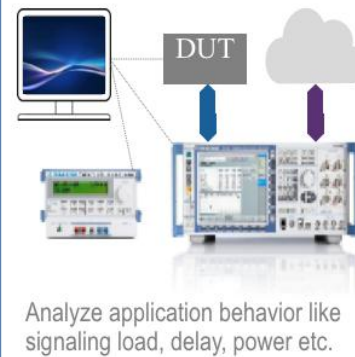 DUT
Analyze application behavior like
signaling load, delay, power etc.